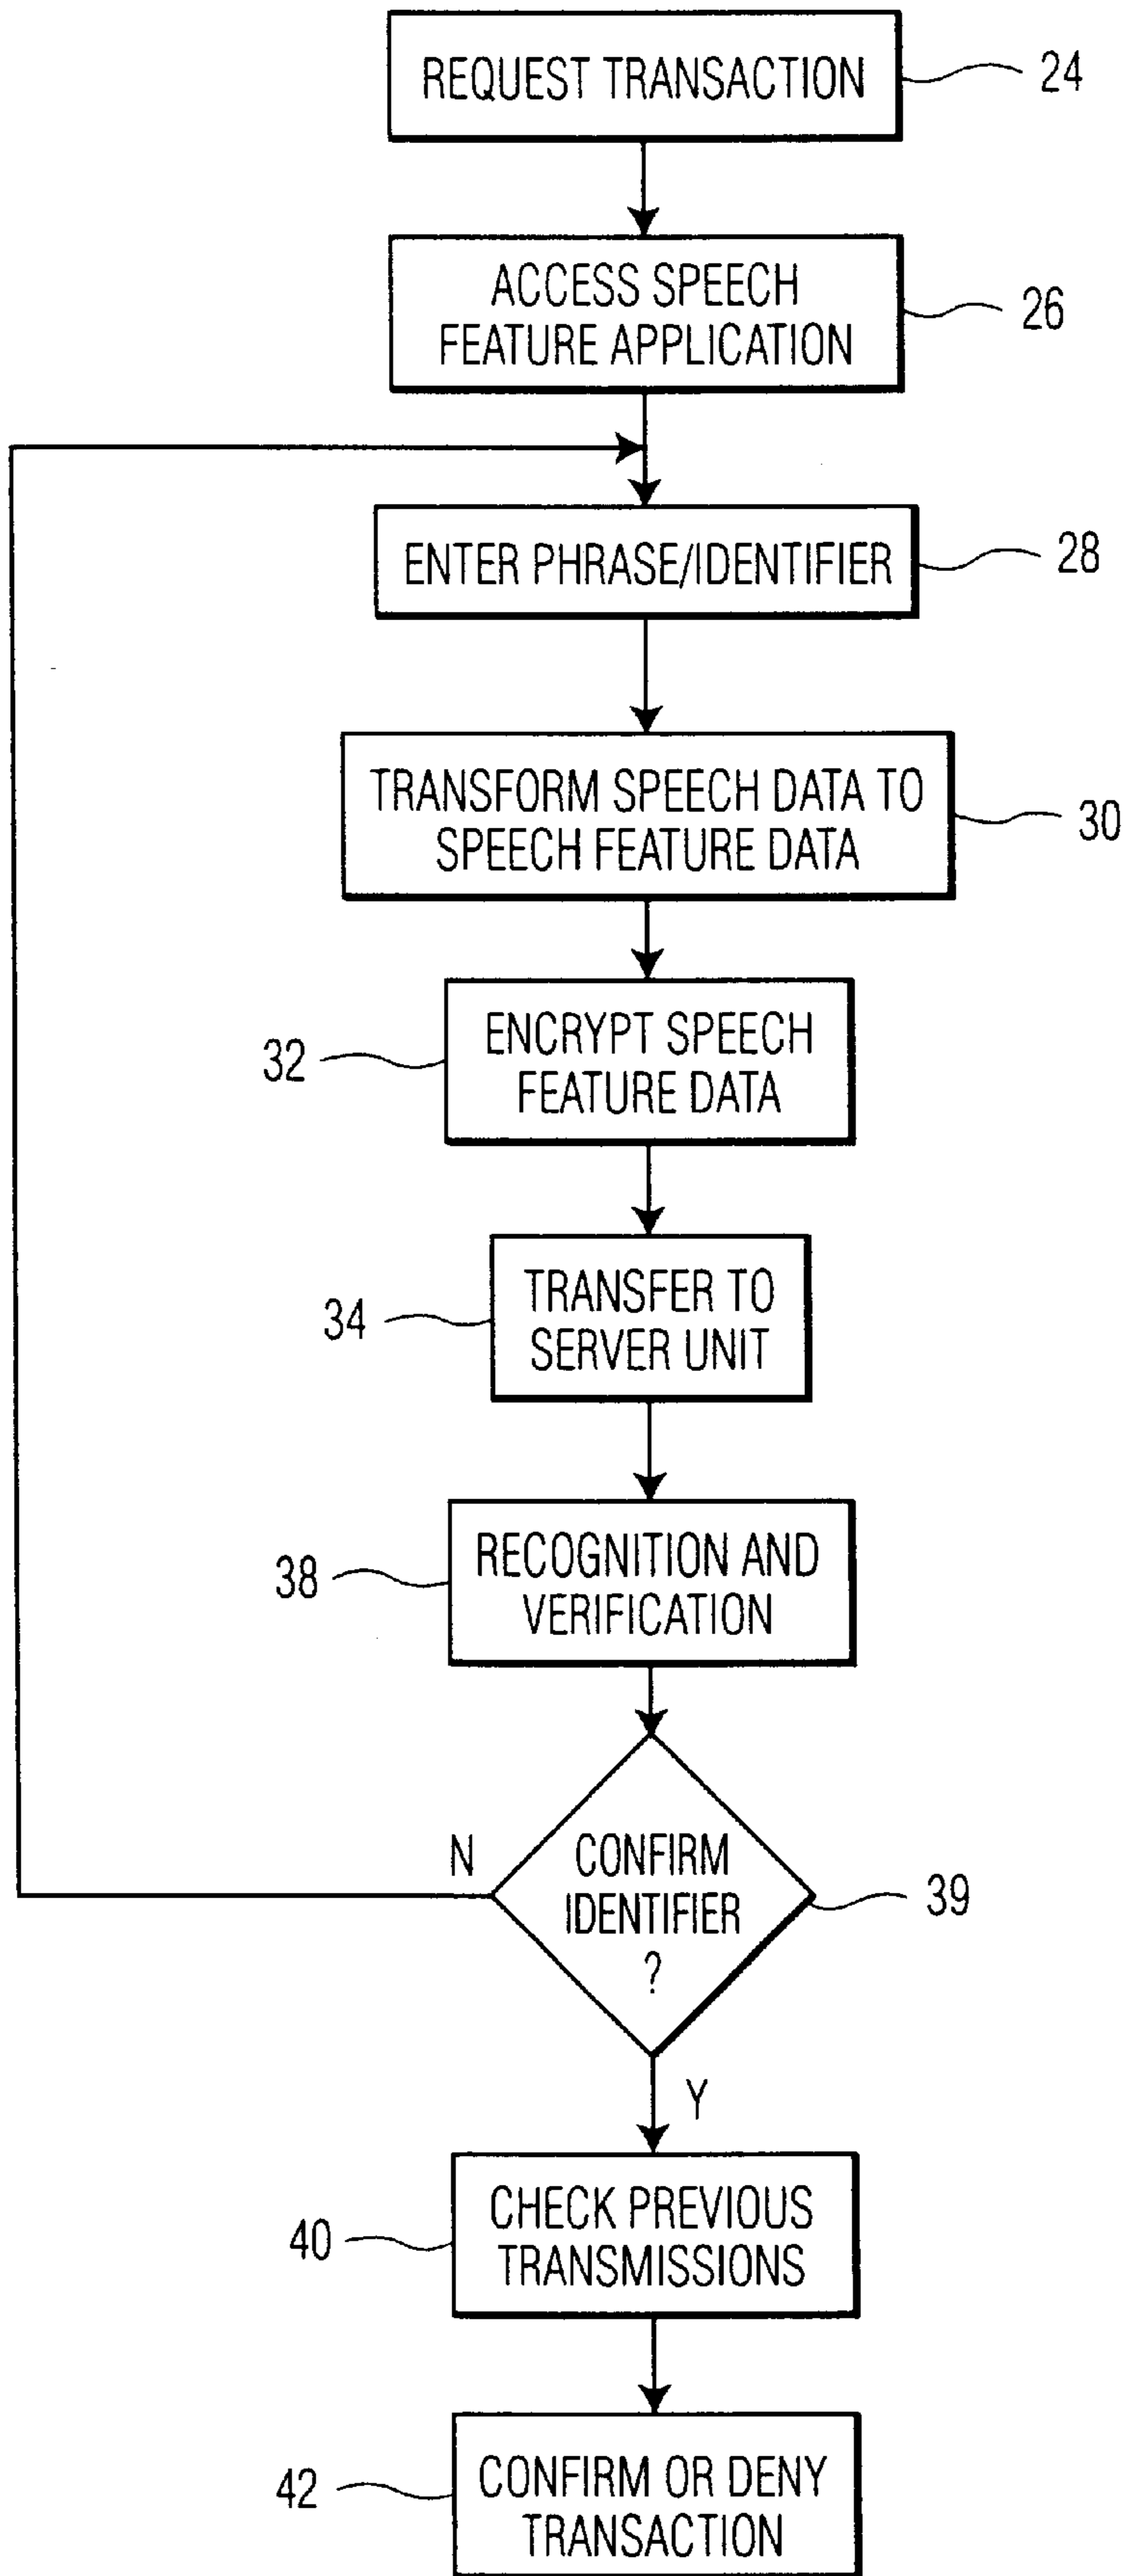 REQUEST TRANSACTION
24
ACCESS SPEECH
FEATURE APPLICATION
26
ENTER PHRASE/IDENTIFIER
28
TRANSFORM SPEECH DATA TO
SPEECH FEATURE DATA
30
32
ENCRYPT SPEECH
FEATURE DATA
34
TRANSFER TO
SERVER UNIT
38
RECOGNITION AND
VERIFICATION
N
CONFIRM
IDENTIFIER
?
39
Y
40
CHECK PREVIOUS
TRANSMISSIONS
42
CONFIRM OR DENY
TRANSACTION